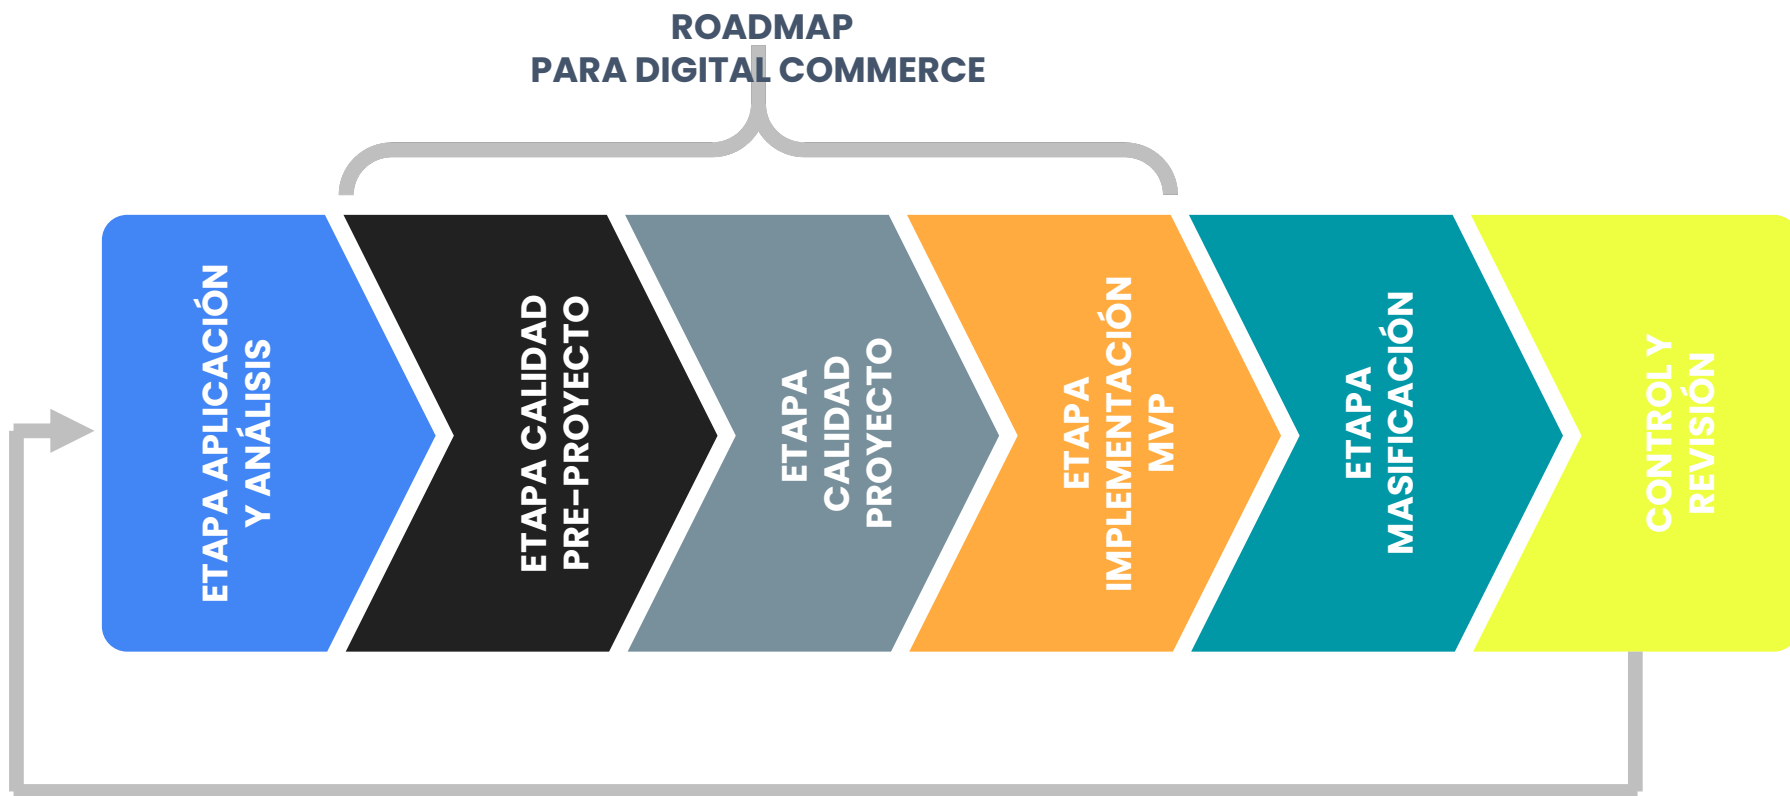 ROADMAP
PARA DIGITAL COMMERCE
ETAPA APLICACIÓN
Y ANÁLISIS
ETAPA CALIDAD
PRE-PROYECTO
ETAPA
CALIDAD
PROYECTO
ETAPA
IMPLEMENTACIÓN
MVP
ETAPA
MASIFICACIÓN
CONTROL Y
REVISIÓN